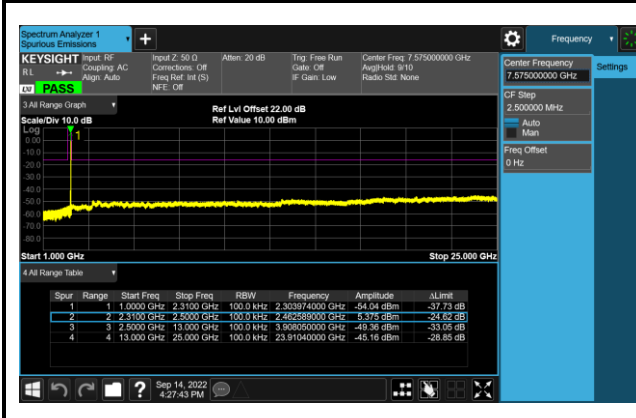 Spectrum Analyzer 1
Spurious Emissions
Frequency
KEYSIGHT
RL
Input: RF
Coupling: AC
Align: Auto
Input Z: 50 Ω
Corrections: Off
Freq Ref: Int (S)
NFE: Off
Atten: 20 dB
Trig: Free Run
Gate: Off
IF Gain: Low
Center Freq: 7.575000000 GHz
Avg|Hold: 9/10
Radio Std: None
LXI PASS
Center Frequency
7.575000000 GHz
Settings
CF Step
2.500000 MHz
Auto
Man
Freq Offset
0 Hz
3 All Range Graph
Scale/Div 10.0 dB
Ref Lvl Offset 22.00 dB
Ref Value 10.00 dBm
Log
1
0.00
-10.0
-20.0
-30.0
-40.0
-50.0
-60.0
-70.0
-80.0
Start 1.000 GHz
Stop 25.000 GHz
4 All Range Table
Spur Range Start Freq Stop Freq RBW Frequency Amplitude ΔLimit
1 1 1.0000 GHz 2.3100 GHz 100.0 kHz 2.303974000 GHz -54.04 dBm -37.73 dB
2 2 2.3100 GHz 2.5000 GHz 100.0 kHz 2.462589000 GHz 5.375 dBm -24.62 dB
3 3 2.5000 GHz 13.000 GHz 100.0 kHz 3.908050000 GHz -49.36 dBm -33.05 dB
4 4 13.000 GHz 25.000 GHz 100.0 kHz 23.91040000 GHz -45.16 dBm -28.85 dB
Sep 14, 2022
4:27:43 PM